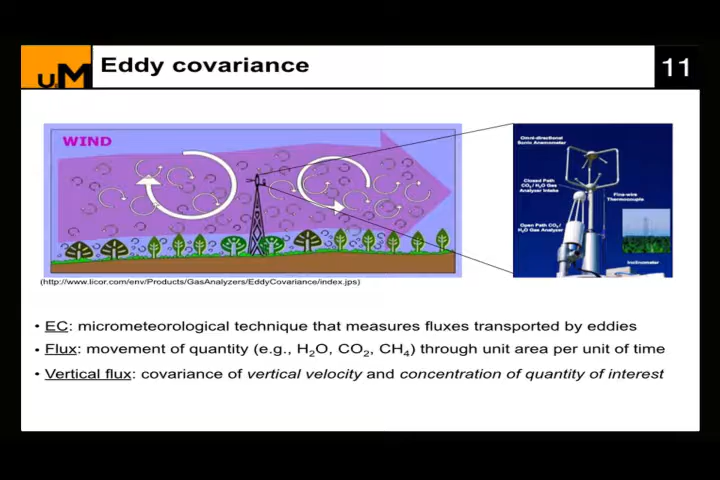 UdM
Eddy covariance
11
WIND
Omni-directional
Sonic Anemometer
Closed Path
CO2/ H2O Gas
Analyzer Intake
Fine-wire
Thermocouple
Open Path CO2/
H2O Gas Analyzer
Inclinometer
(http://www.licor.com/env/Products/GasAnalyzers/EddyCovariance/index.jps)
• EC: micrometeorological technique that measures fluxes transported by eddies
• Flux: movement of quantity (e.g., H2O, CO2, CH4) through unit area per unit of time
• Vertical flux: covariance of vertical velocity and concentration of quantity of interest